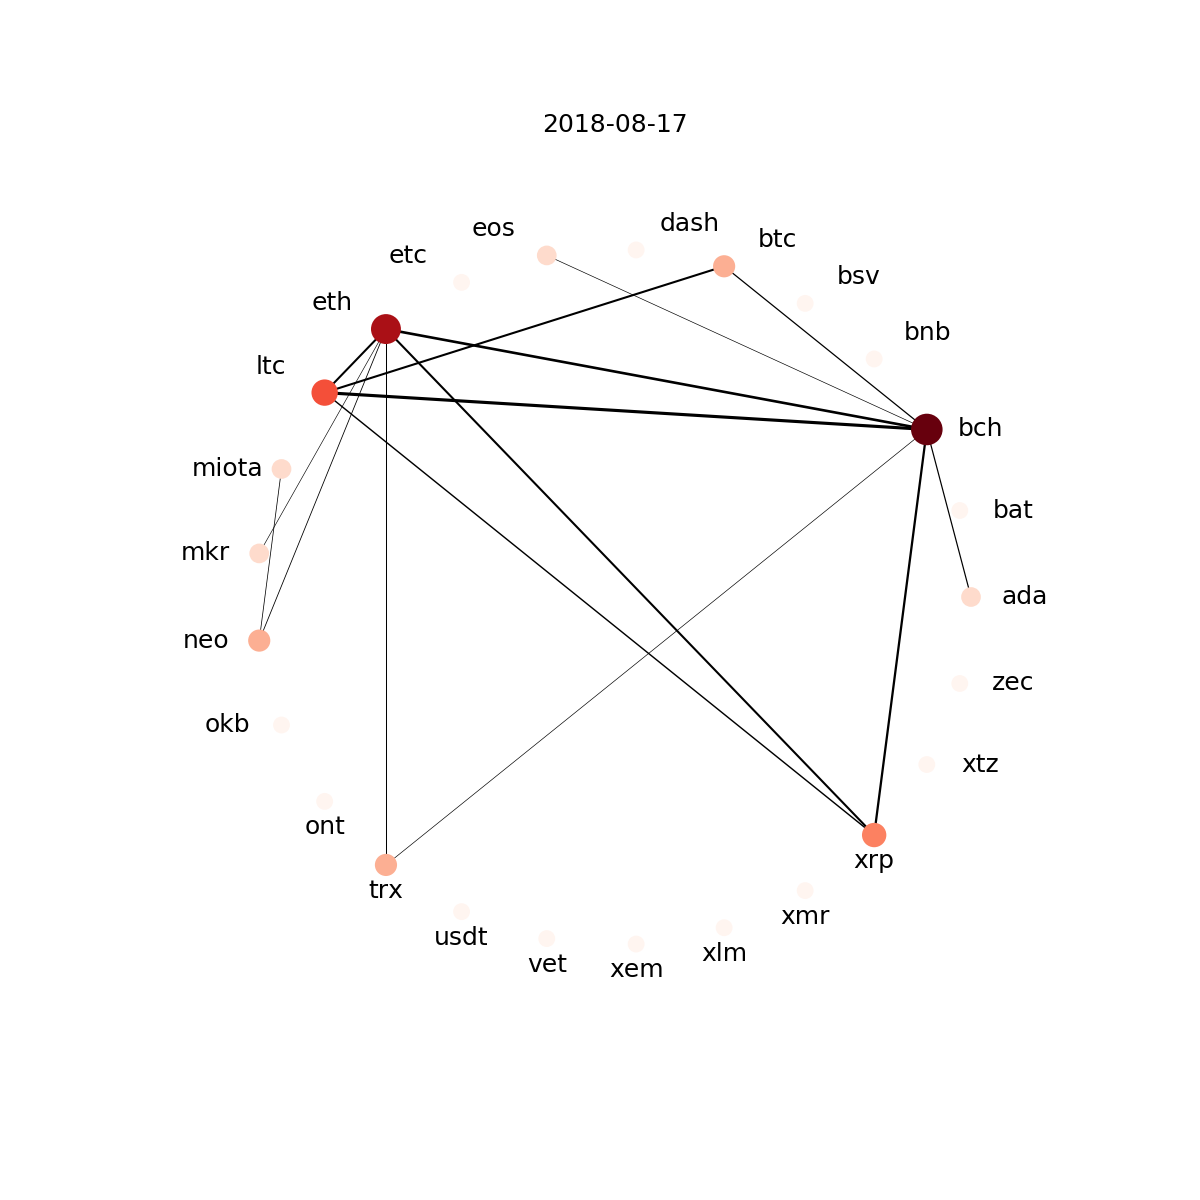 2018-08-17
dash
eos
btc
etc
bsv
eth
bnb
ltc
bch
miota
bat
mkr
ada
neo
zec
okb
xtz
ont
xrp
trx
xmr
usdt
xlm
vet
xem